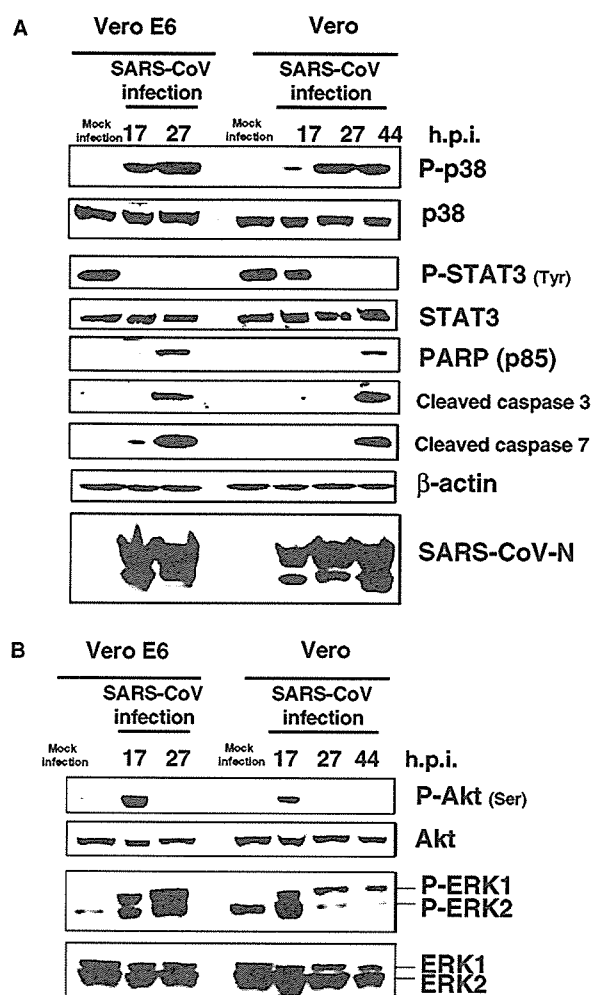 A
Vero E6 Vero
SARS-CoV infection SARS-CoV infection
Mock infection 17 27 Mock infection 17 27 44 h.p.i.
P-p38
p38
P-STAT3 (Tyr)
STAT3
PARP (p85)
Cleaved caspase 3
Cleaved caspase 7
β-actin
SARS-CoV-N
B
Vero E6 Vero
SARS-CoV infection SARS-CoV infection
Mock infection 17 27 Mock infection 17 27 44 h.p.i.
P-Akt (Ser)
Akt
P-ERK1
P-ERK2
ERK1
ERK2